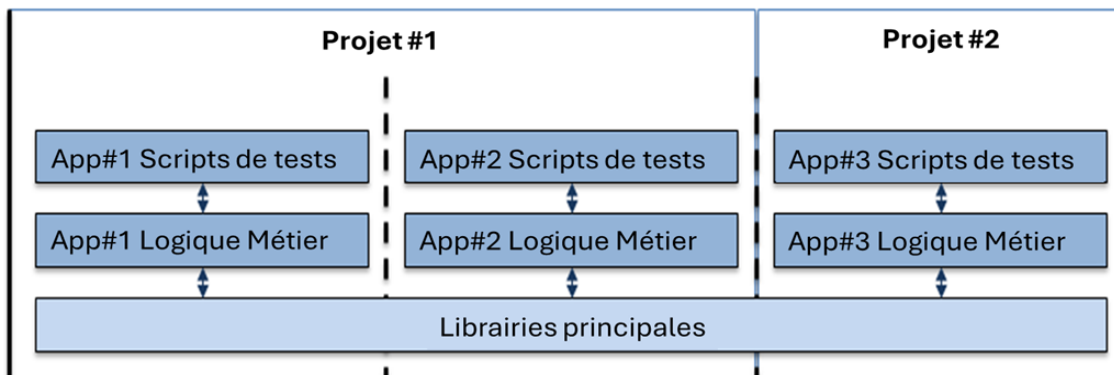 Projet #1
Projet #2
App#1 Scripts de tests
App#2 Scripts de tests
App#3 Scripts de tests
App#1 Logique Métier
App#2 Logique Métier
App#3 Logique Métier
Librairies principales